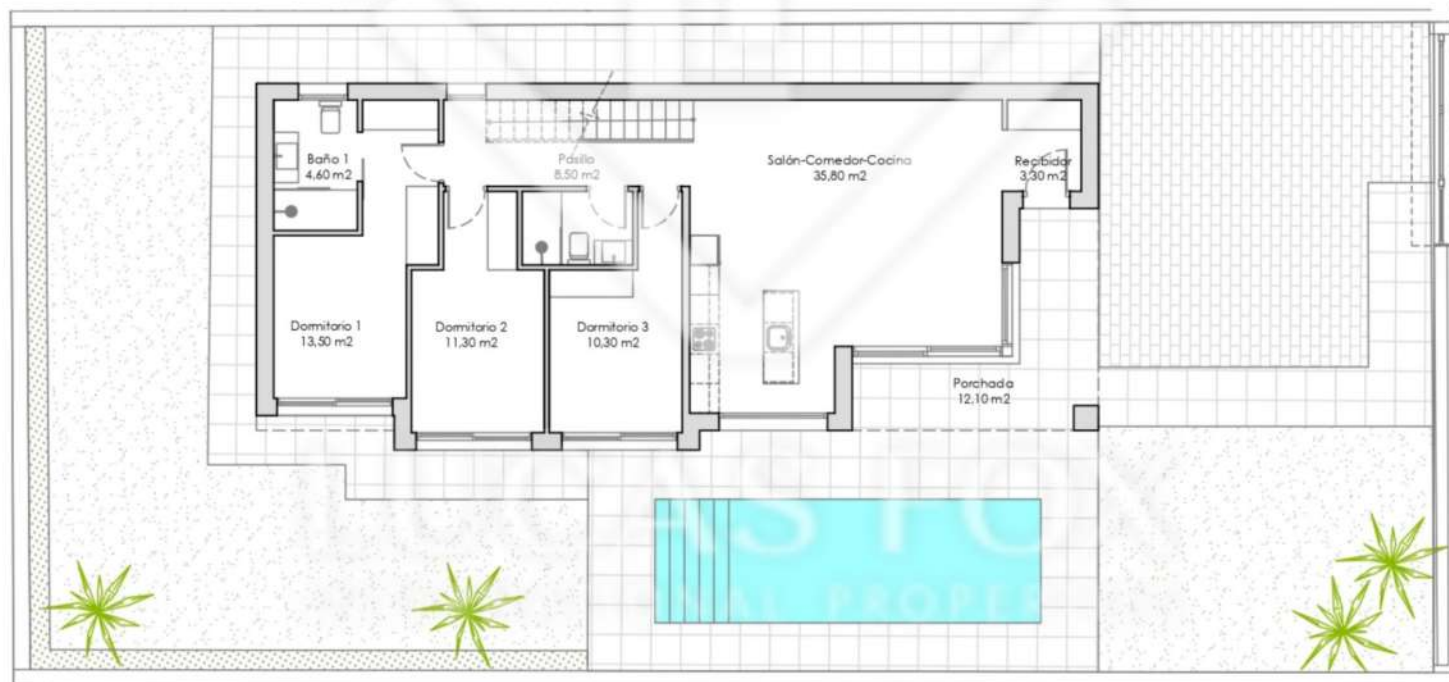 Baño 1
4,60 m2
Pasillo
8,50 m2
Salón-Comedor-Cocina
35,80 m2
Recibidor
3,30 m2
Dormitorio 1
13,50 m2
Dormitorio 2
11,30 m2
Dormitorio 3
10,30 m2
Porchada
12,10 m2
LUCAS FOX